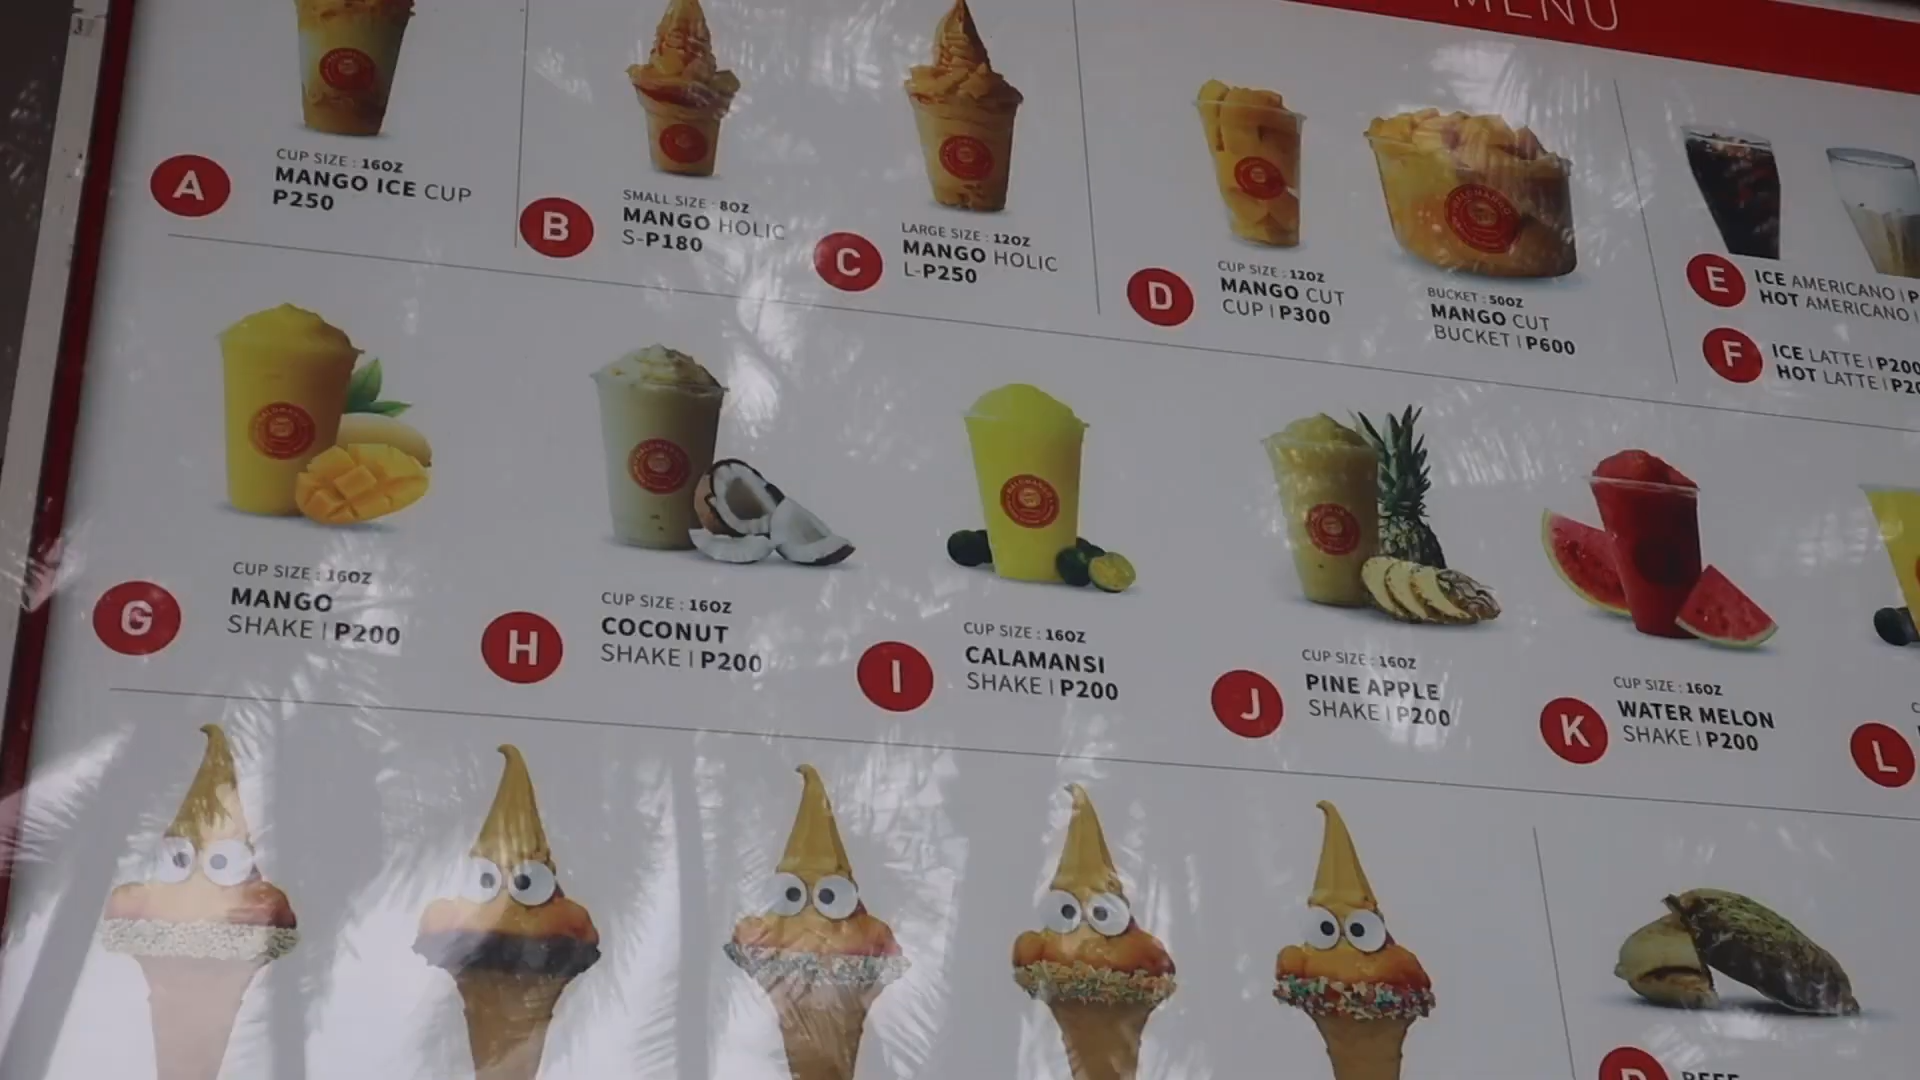 MENU
A
CUP SIZE : 16OZ
MANGO ICE CUP
P250
B
SMALL SIZE : 8OZ
MANGO HOLIC
S-P180
C
LARGE SIZE : 12OZ
MANGO HOLIC
L-P250
D
CUP SIZE : 12OZ
MANGO CUT
CUP | P300
BUCKET : 50OZ
MANGO CUT
BUCKET | P600
E
ICE AMERICANO | P
HOT AMERICANO |
F
ICE LATTE | P200
HOT LATTE | P20
G
CUP SIZE : 16OZ
MANGO
SHAKE | P200
H
CUP SIZE : 16OZ
COCONUT
SHAKE | P200
I
CUP SIZE : 16OZ
CALAMANSI
SHAKE | P200
J
CUP SIZE : 16OZ
PINE APPLE
SHAKE | P200
K
CUP SIZE : 16OZ
WATER MELON
SHAKE | P200
L